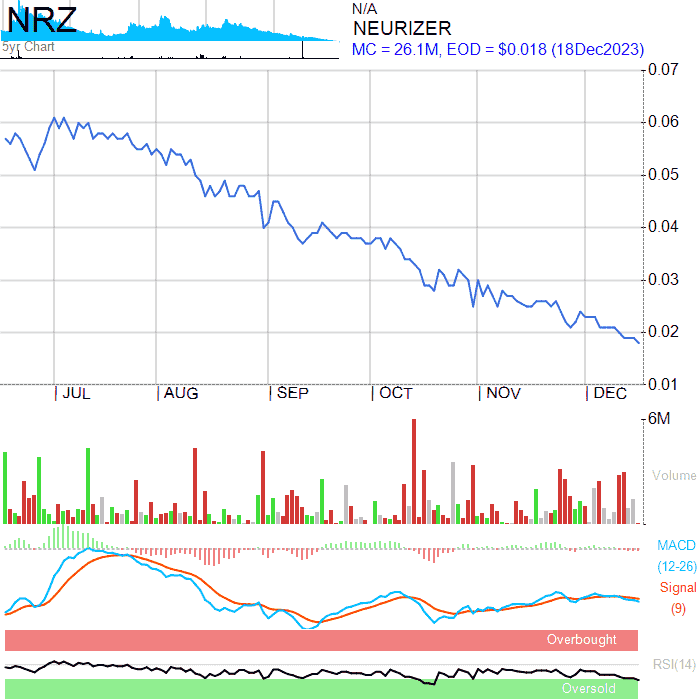 NRZ
5yr Chart
N/A
NEURIZER
MC = 26.1M, EOD = $0.018 (18Dec2023)
0.07
0.06
0.05
0.04
0.03
0.02
0.01
JUL AUG SEP OCT NOV DEC
6M
Volume
MACD
(12-26)
Signal
(9)
Overbought
RSI(14)
Oversold